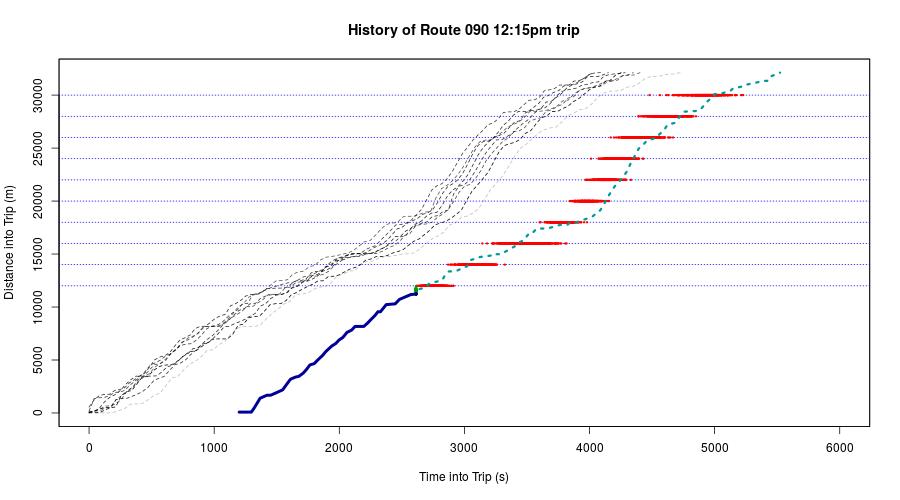 History of Route 090 12:15pm trip
Distance into Trip (m)
30000
25000
20000
15000
10000
5000
0
0 1000 2000 3000 4000 5000 6000
Time into Trip (s)